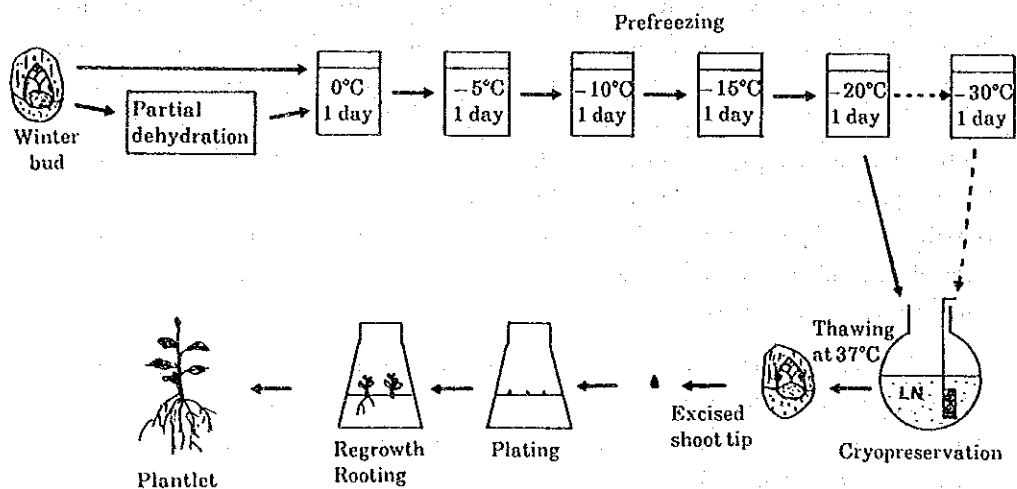 Prefreezing
Winter
bud
Partial
dehydration
0°C
1 day
−5°C
1 day
−10°C
1 day
−15°C
1 day
−20°C
1 day
−30°C
1 day
Thawing
at 37°C
LN
Cryopreservation
Excised
shoot tip
Plating
Regrowth
Rooting
Plantlet